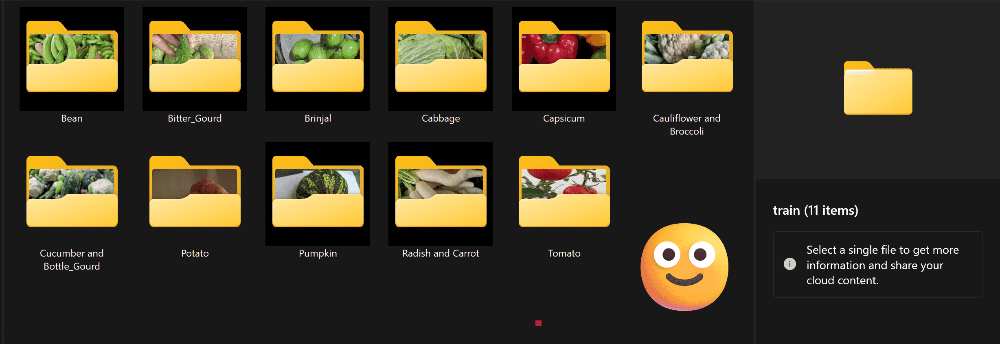 Bean
Bitter_Gourd
Brinjal
Cabbage
Capsicum
Cauliflower and
Broccoli
Cucumber and
Bottle_Gourd
Potato
Pumpkin
Radish and Carrot
Tomato
train (11 items)
Select a single file to get more
information and share your
cloud content.